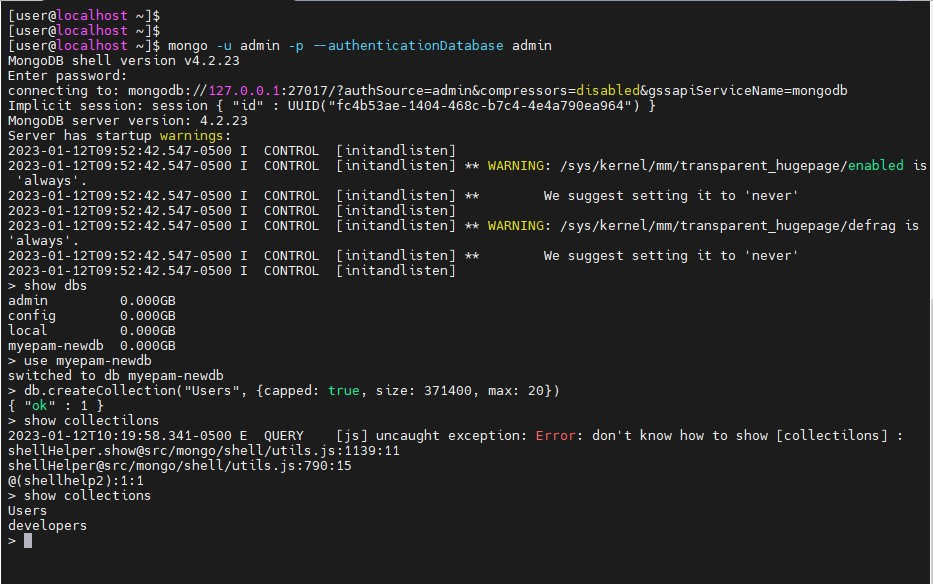 [user@localhost ~]$
[user@localhost ~]$
[user@localhost ~]$ mongo -u admin -p --authenticationDatabase admin
MongoDB shell version v4.2.23
Enter password:
connecting to: mongodb://127.0.0.1:27017/?authSource=admin&compressors=disabled&gssapiServiceName=mongodb
Implicit session: session { "id" : UUID("fc4b53ae-1404-468c-b7c4-4e4a790ea964") }
MongoDB server version: 4.2.23
Server has startup warnings:
2023-01-12T09:52:42.547-0500 I  CONTROL  [initandlisten]
2023-01-12T09:52:42.547-0500 I  CONTROL  [initandlisten] ** WARNING: /sys/kernel/mm/transparent_hugepage/enabled is
 'always'.
2023-01-12T09:52:42.547-0500 I  CONTROL  [initandlisten] **        We suggest setting it to 'never'
2023-01-12T09:52:42.547-0500 I  CONTROL  [initandlisten]
2023-01-12T09:52:42.547-0500 I  CONTROL  [initandlisten] ** WARNING: /sys/kernel/mm/transparent_hugepage/defrag is
'always'.
2023-01-12T09:52:42.547-0500 I  CONTROL  [initandlisten] **        We suggest setting it to 'never'
2023-01-12T09:52:42.547-0500 I  CONTROL  [initandlisten]
> show dbs
admin         0.000GB
config        0.000GB
local         0.000GB
myepam-newdb  0.000GB
> use myepam-newdb
switched to db myepam-newdb
> db.createCollection("Users", {capped: true, size: 371400, max: 20})
{ "ok" : 1 }
> show collectilons
2023-01-12T10:19:58.341-0500 E  QUERY    [js] uncaught exception: Error: don't know how to show [collectilons] :
shellHelper.show@src/mongo/shell/utils.js:1139:11
shellHelper@src/mongo/shell/utils.js:790:15
@(shellhelp2):1:1
> show collections
Users
developers
>